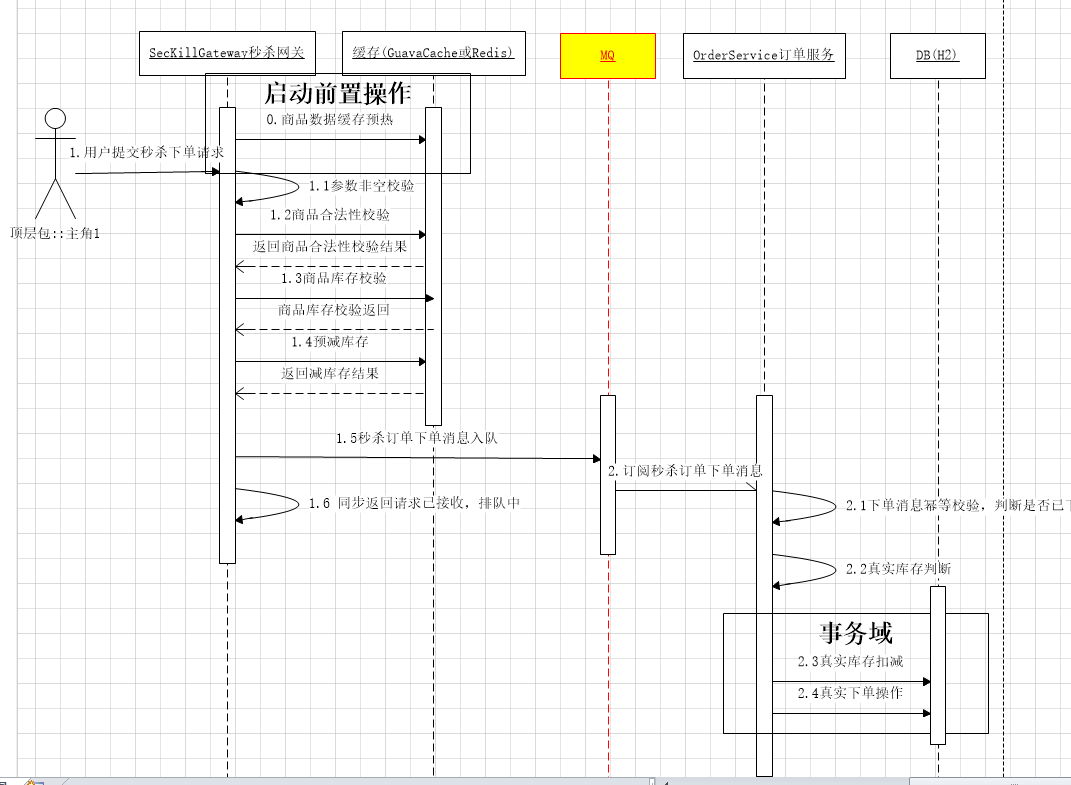 SecKillGateway秒杀网关
缓存(GuavaCache或Redis)
MQ
OrderService订单服务
DB(H2)
启动前置操作
0.商品数据缓存预热
1.用户提交秒杀下单请求
1.1参数非空校验
1.2商品合法性校验
顶层包::主角1
返回商品合法性校验结果
1.3商品库存校验
商品库存校验返回
1.4预减库存
返回减库存结果
1.5秒杀订单下单消息入队
2.订阅秒杀订单下单消息
1.6 同步返回请求已接收，排队中
2.1下单消息幂等校验，判断是否已下
2.2真实库存判断
事务域
2.3真实库存扣减
2.4真实下单操作